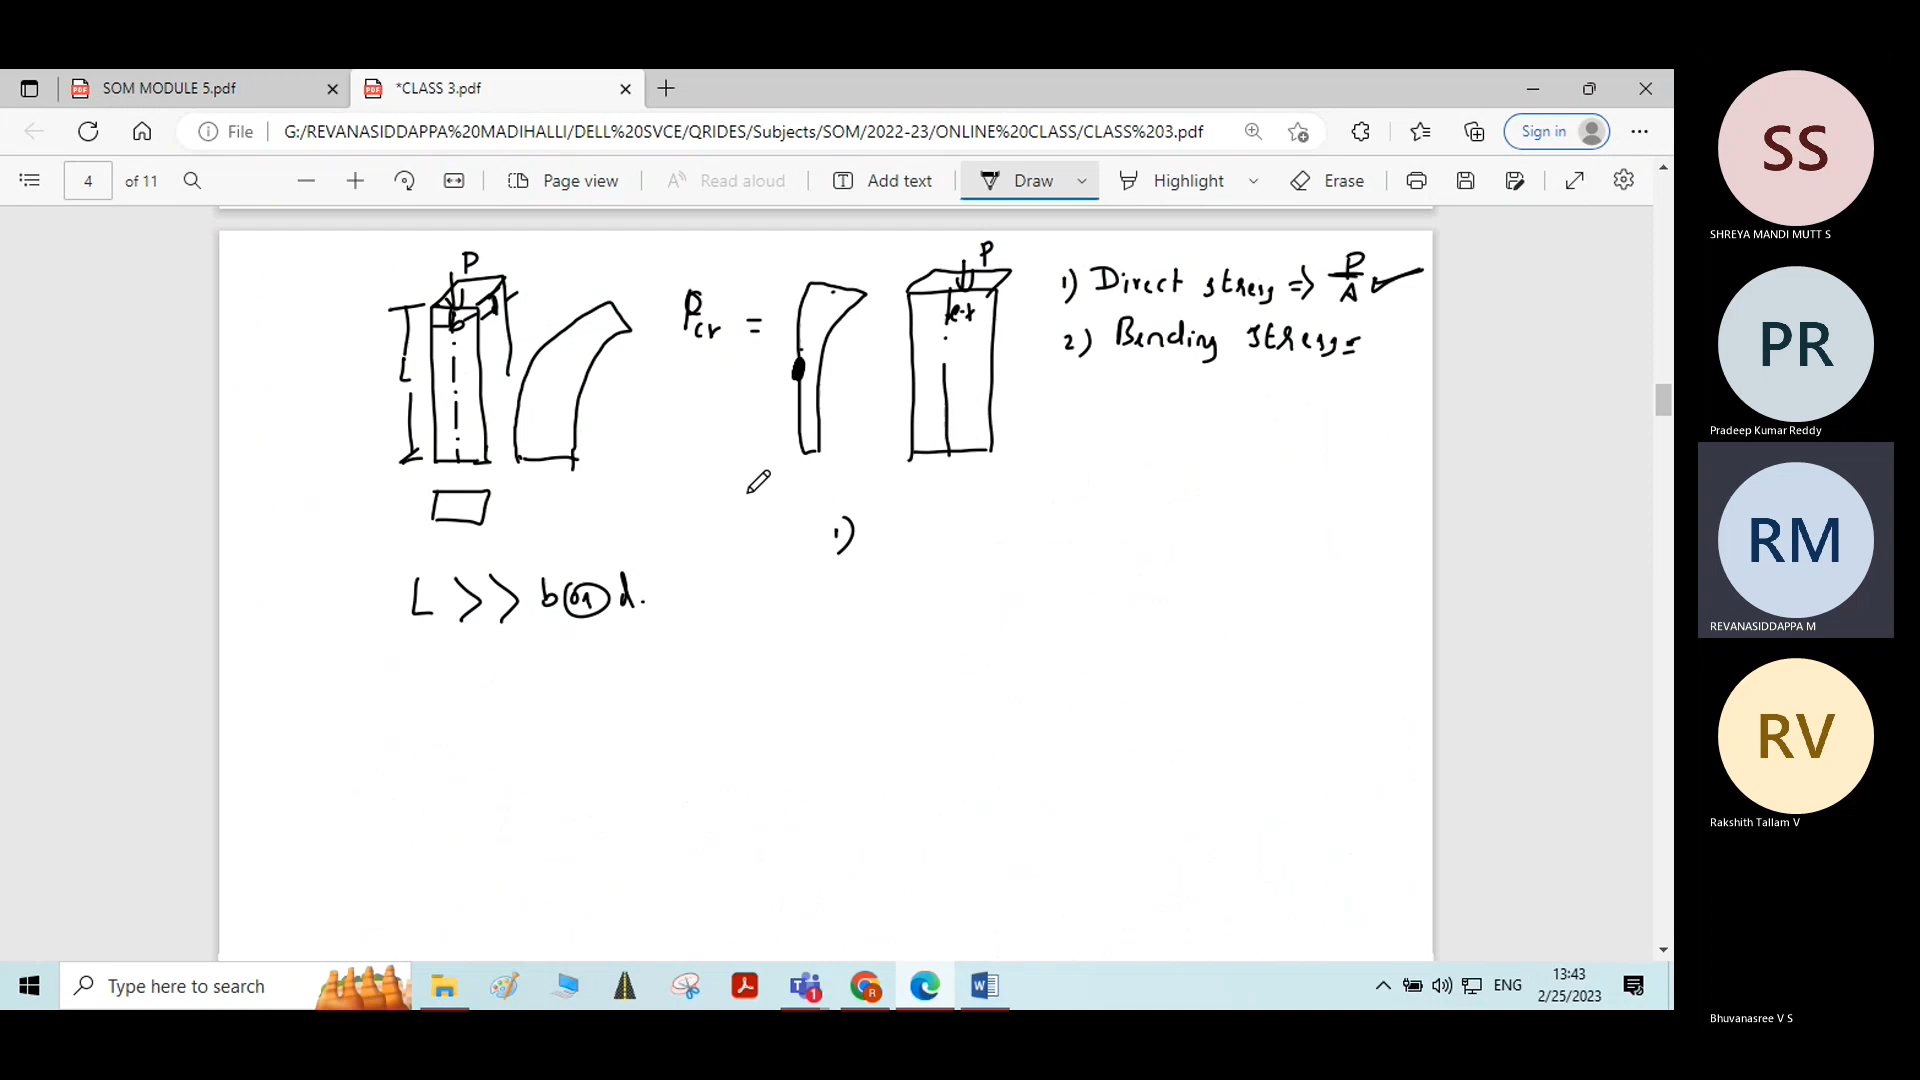 SOM MODULE 5.pdf
*CLASS 3.pdf
File
G:/REVANASIDDAPPA%20MADIHALLI/DELL%20SVCE/QRIDES/Subjects/SOM/2022-23/ONLINE%20CLASS/CLASS%203.pdf
Sign in
4 of 11
Page view
Read aloud
Add text
Draw
Highlight
Erase
P
b
L
Pcr =
P
1) Direct stress => P/A ✓
2) Bending stress =
1)
L >> b or d.
SS
SHREYA MANDI MUTT S
PR
Pradeep Kumar Reddy
RM
REVANASIDDAPPA M
RV
Rakshith Tallam V
Bhuvanasree V S
Type here to search
1
R
ENG
13:43
2/25/2023